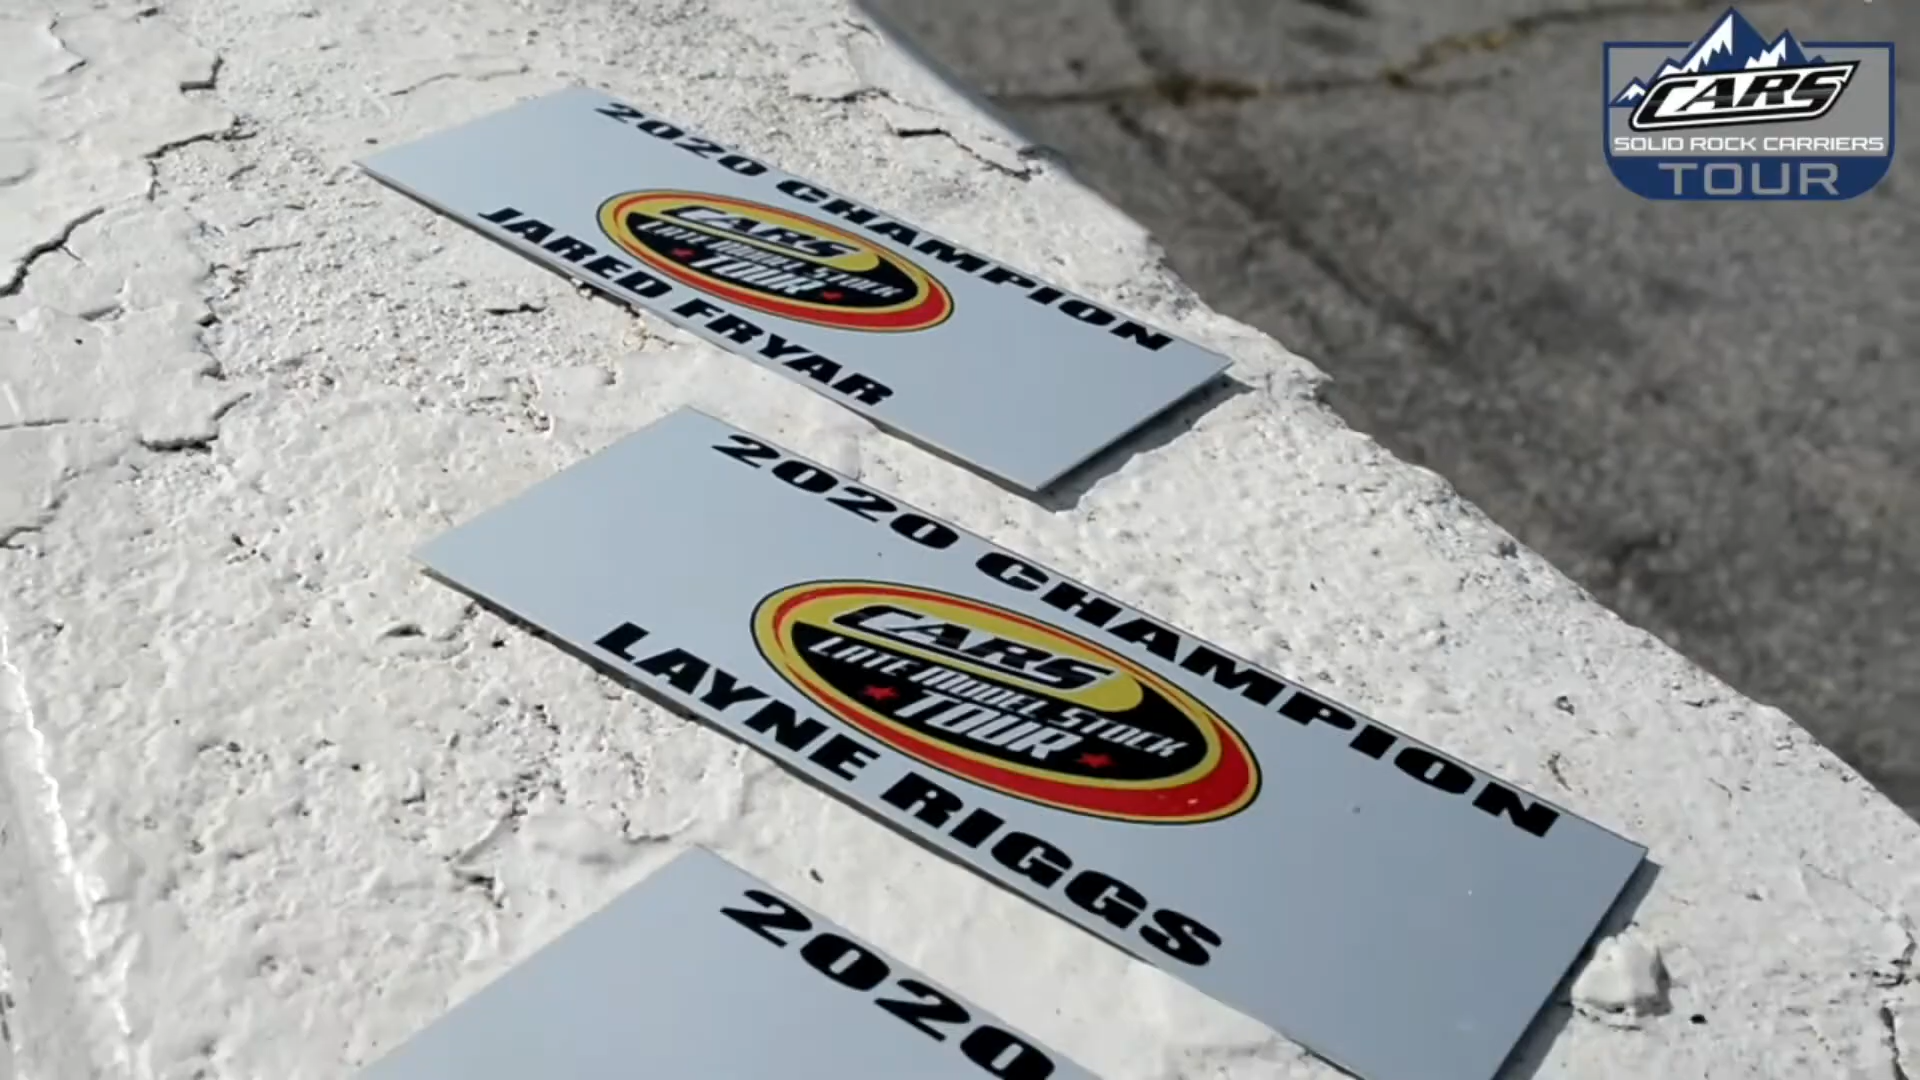 CARS
SOLID ROCK CARRIERS
TOUR
2020 CHAMPION
CARS
LATE MODEL STOCK
TOUR
JARED FRYAR
2020 CHAMPION
CARS
LATE MODEL STOCK
TOUR
LAYNE RIGGS
2020